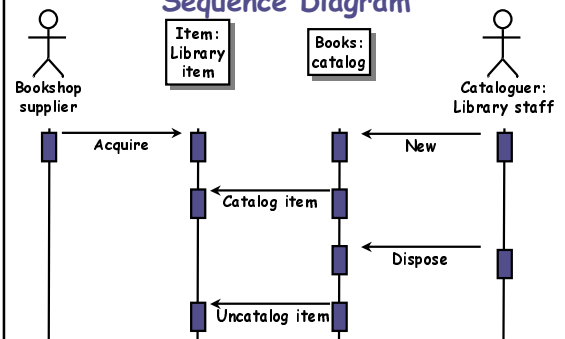 Sequence Diagram
Item:
Library
item
Books:
catalog
Bookshop
supplier
Cataloguer:
Library staff
Acquire
New
Catalog item
Dispose
Uncatalog item